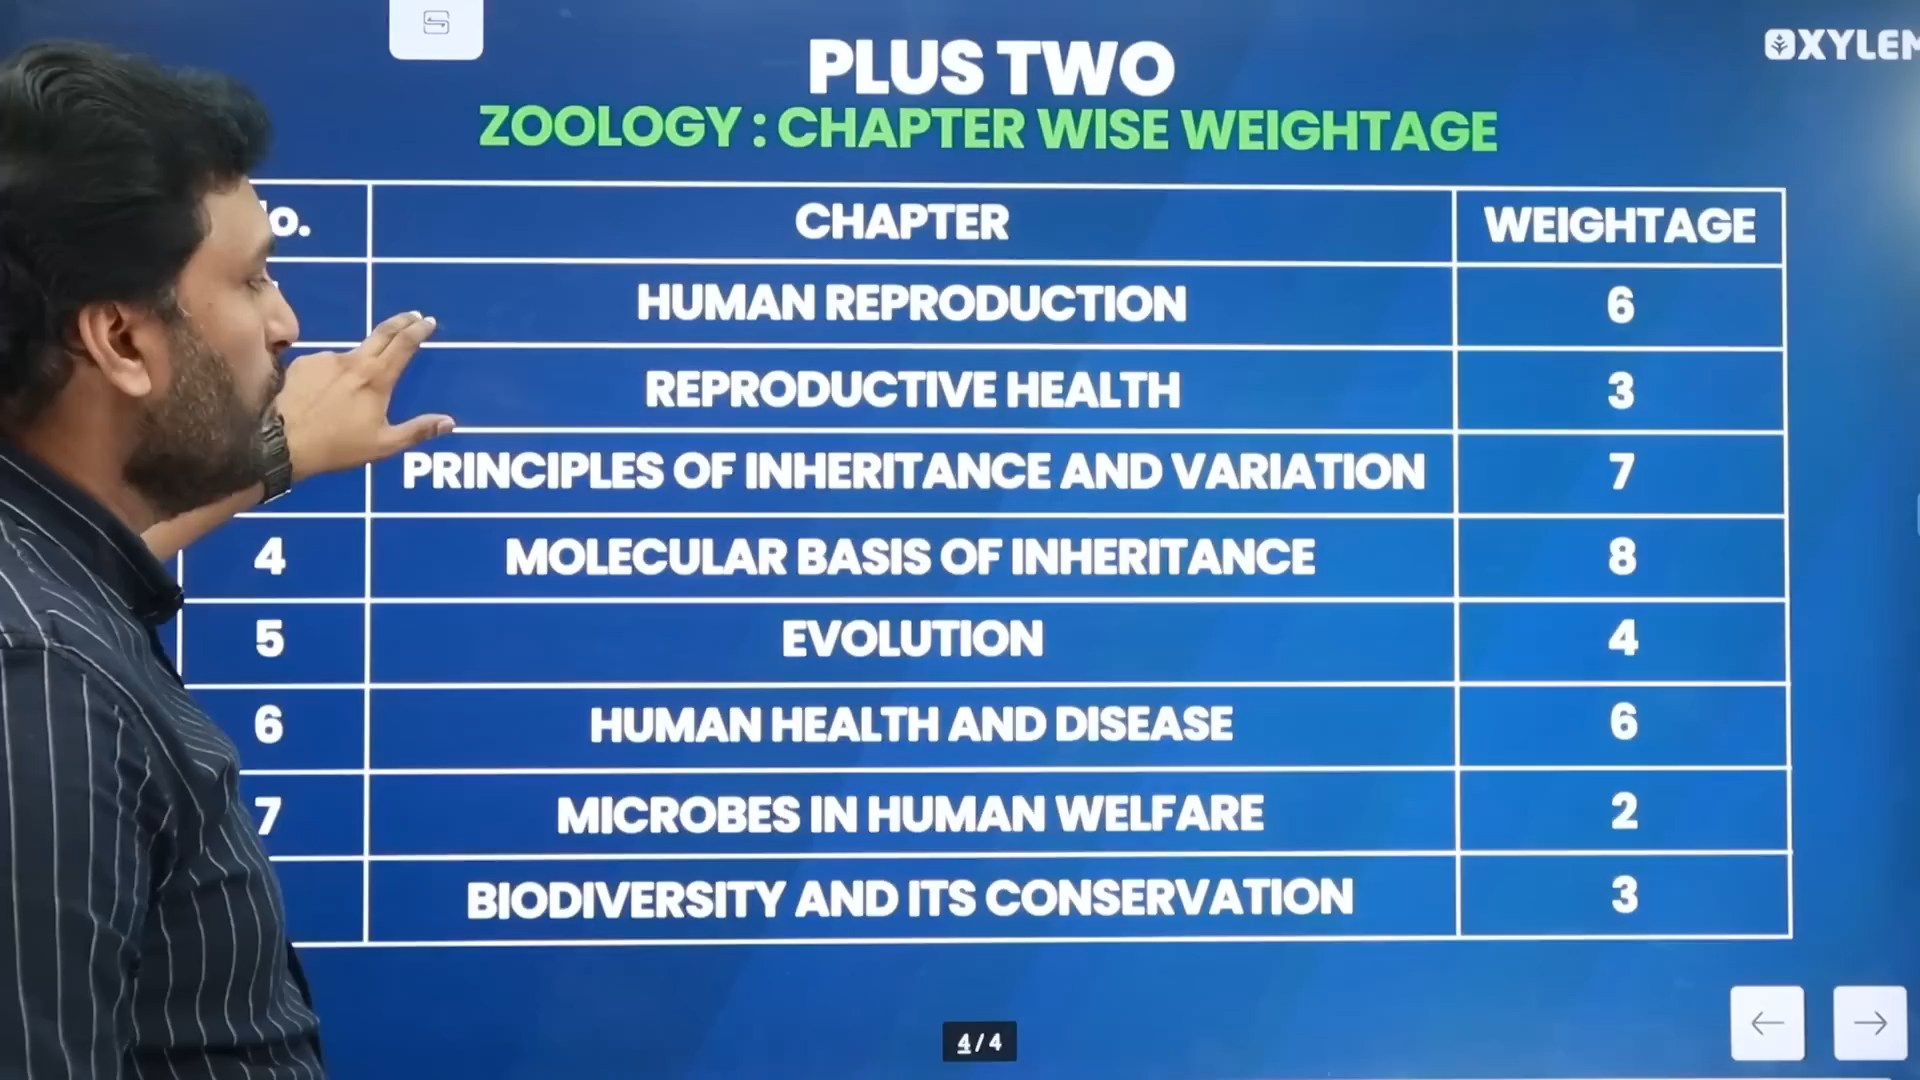 PLUS TWO
OXYLEM
ZOOLOGY : CHAPTER WISE WEIGHTAGE
o. CHAPTER WEIGHTAGE
HUMAN REPRODUCTION 6
REPRODUCTIVE HEALTH 3
PRINCIPLES OF INHERITANCE AND VARIATION 7
4 MOLECULAR BASIS OF INHERITANCE 8
5 EVOLUTION 4
6 HUMAN HEALTH AND DISEASE 6
7 MICROBES IN HUMAN WELFARE 2
BIODIVERSITY AND ITS CONSERVATION 3
4 / 4